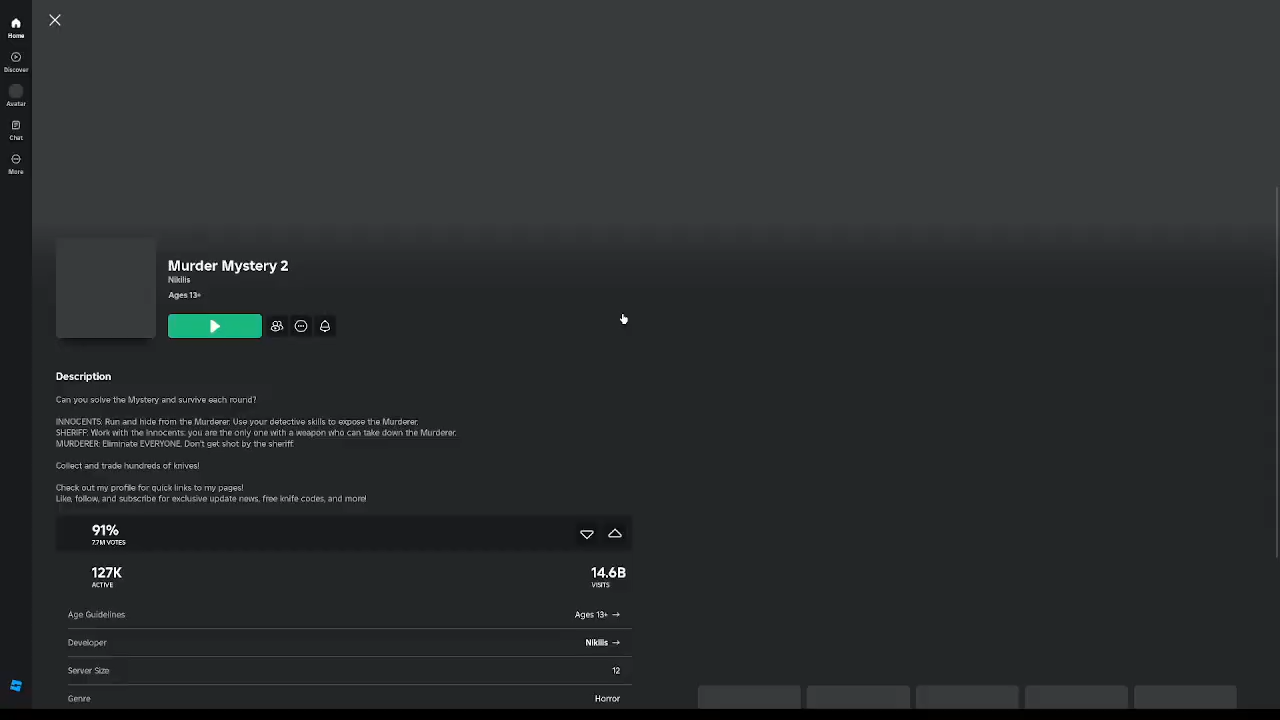 Home
Discover
Avatar
Chat
More
Murder Mystery 2
Nikilis
Ages 13+
Description
Can you solve the Mystery and survive each round?
INNOCENTS: Run and hide from the Murderer. Use your detective skills to expose the Murderer.
SHERIFF: Work with the Innocents; you are the only one with a weapon who can take down the Murderer.
MURDERER: Eliminate EVERYONE. Don't get shot by the sheriff.
Collect and trade hundreds of knives!
Check out my profile for quick links to my pages!
Like, follow, and subscribe for exclusive update news, free knife codes, and more!
91%
7.7M VOTES
127K
ACTIVE
14.6B
VISITS
Age Guidelines Ages 13+ →
Developer Nikilis →
Server Size 12
Genre Horror